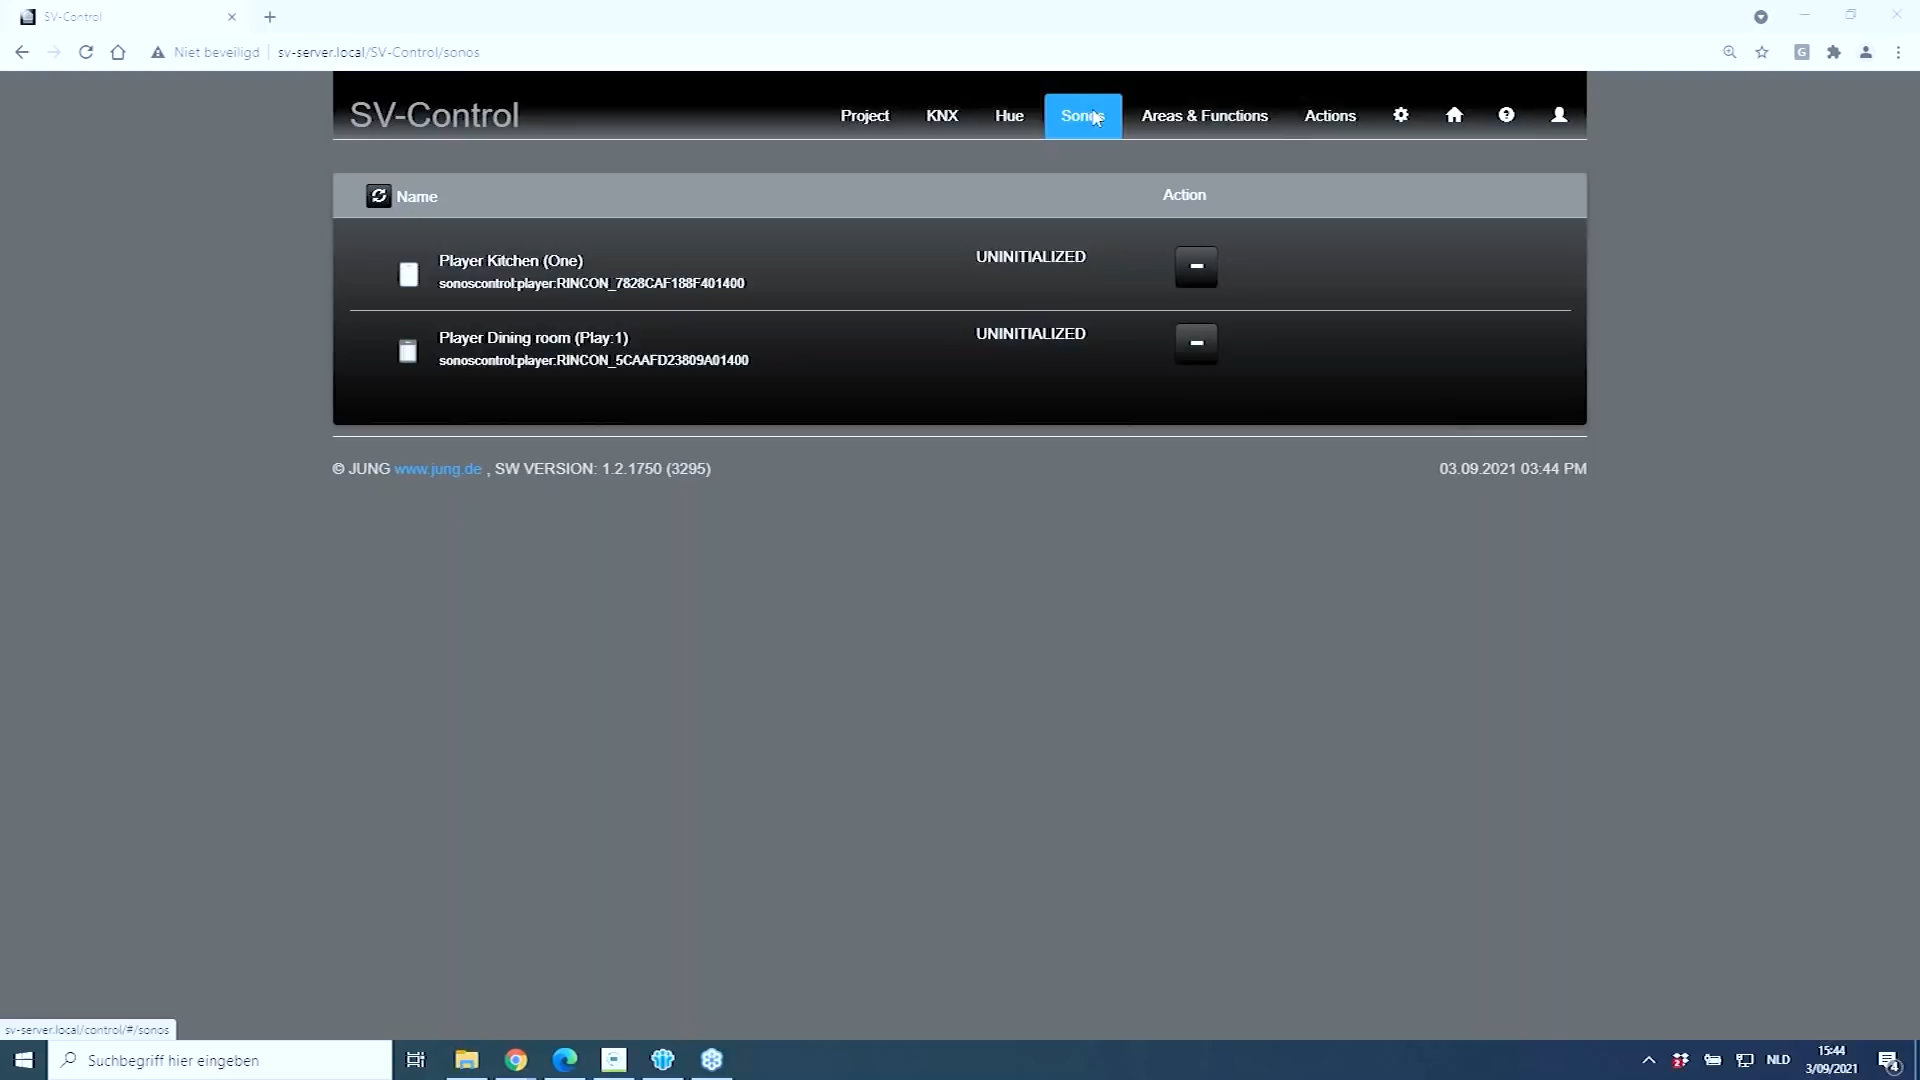 SV-Control
Niet beveiligd
sv-server.local/SV-Control/sonos
SV-Control
Project
KNX
Hue
Sonos
Areas & Functions
Actions
Name
Action
Player Kitchen (One)
UNINITIALIZED
sonoscontrol:player:RINCON_7828CAF188F401400
Player Dining room (Play:1)
UNINITIALIZED
sonoscontrol:player:RINCON_5CAAFD23809A01400
© JUNG www.jung.de , SW VERSION: 1.2.1750 (3295)
03.09.2021 03:44 PM
sv-server.local/control/#/sonos
Suchbegriff hier eingeben
NLD
15:44
3/09/2021
4